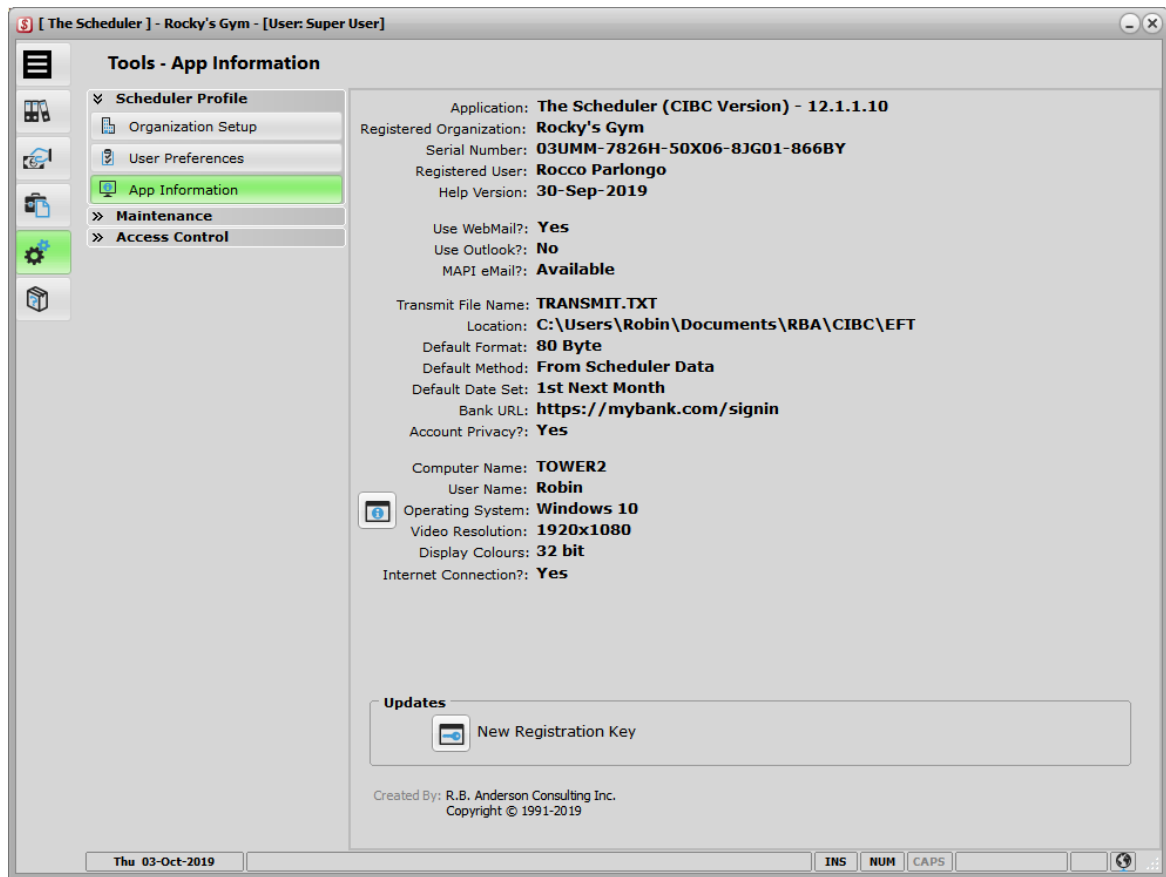 [ The Scheduler ] - Rocky's Gym - [User: Super User]
Tools - App Information
Scheduler Profile
Organization Setup
User Preferences
App Information
Maintenance
Access Control
Application: The Scheduler (CIBC Version) - 12.1.1.10
Registered Organization: Rocky's Gym
Serial Number: 03UMM-7826H-50X06-8JG01-866BY
Registered User: Rocco Parlongo
Help Version: 30-Sep-2019
Use WebMail?: Yes
Use Outlook?: No
MAPI eMail?: Available
Transmit File Name: TRANSMIT.TXT
Location: C:\Users\Robin\Documents\RBA\CIBC\EFT
Default Format: 80 Byte
Default Method: From Scheduler Data
Default Date Set: 1st Next Month
Bank URL: https://mybank.com/signin
Account Privacy?: Yes
Computer Name: TOWER2
User Name: Robin
Operating System: Windows 10
Video Resolution: 1920x1080
Display Colours: 32 bit
Internet Connection?: Yes
Updates
New Registration Key
Created By: R.B. Anderson Consulting Inc.
Copyright © 1991-2019
Thu 03-Oct-2019 INS NUM CAPS